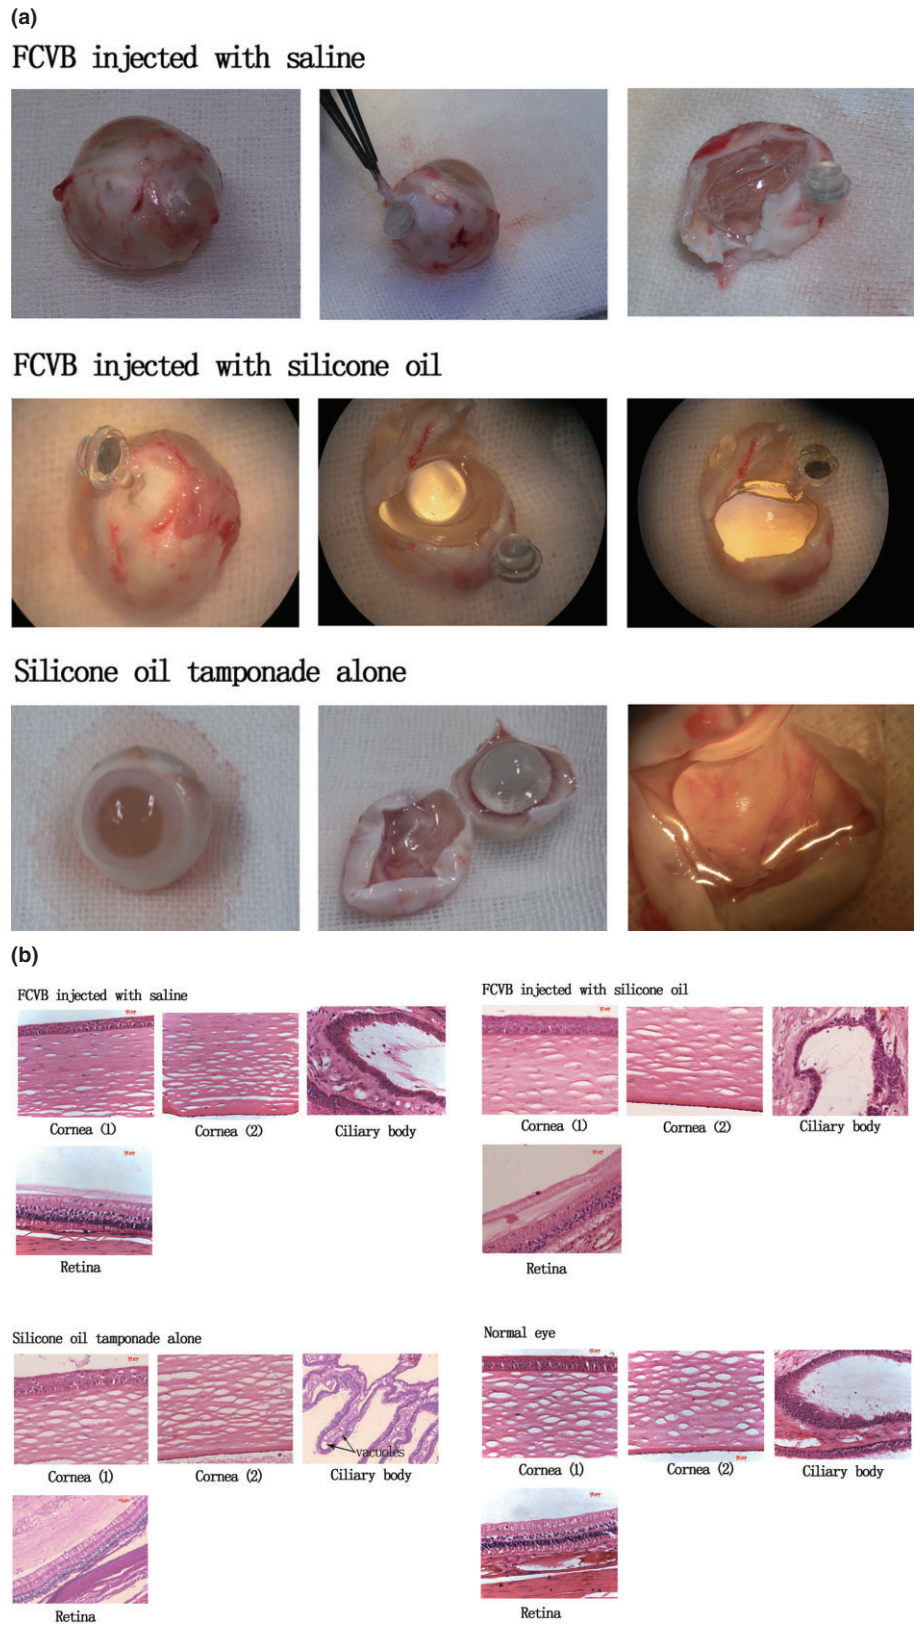 (a)
FCVB injected with saline
FCVB injected with silicone oil
Silicone oil tamponade alone
(b)
FCVB injected with saline
Cornea (1)
Cornea (2)
Ciliary body
Retina
FCVB injected with silicone oil
Cornea (1)
Cornea (2)
Ciliary body
Retina
Silicone oil tamponade alone
vacuoles
Cornea (1)
Cornea (2)
Ciliary body
Retina
Normal eye
Cornea (1)
Cornea (2)
Ciliary body
Retina